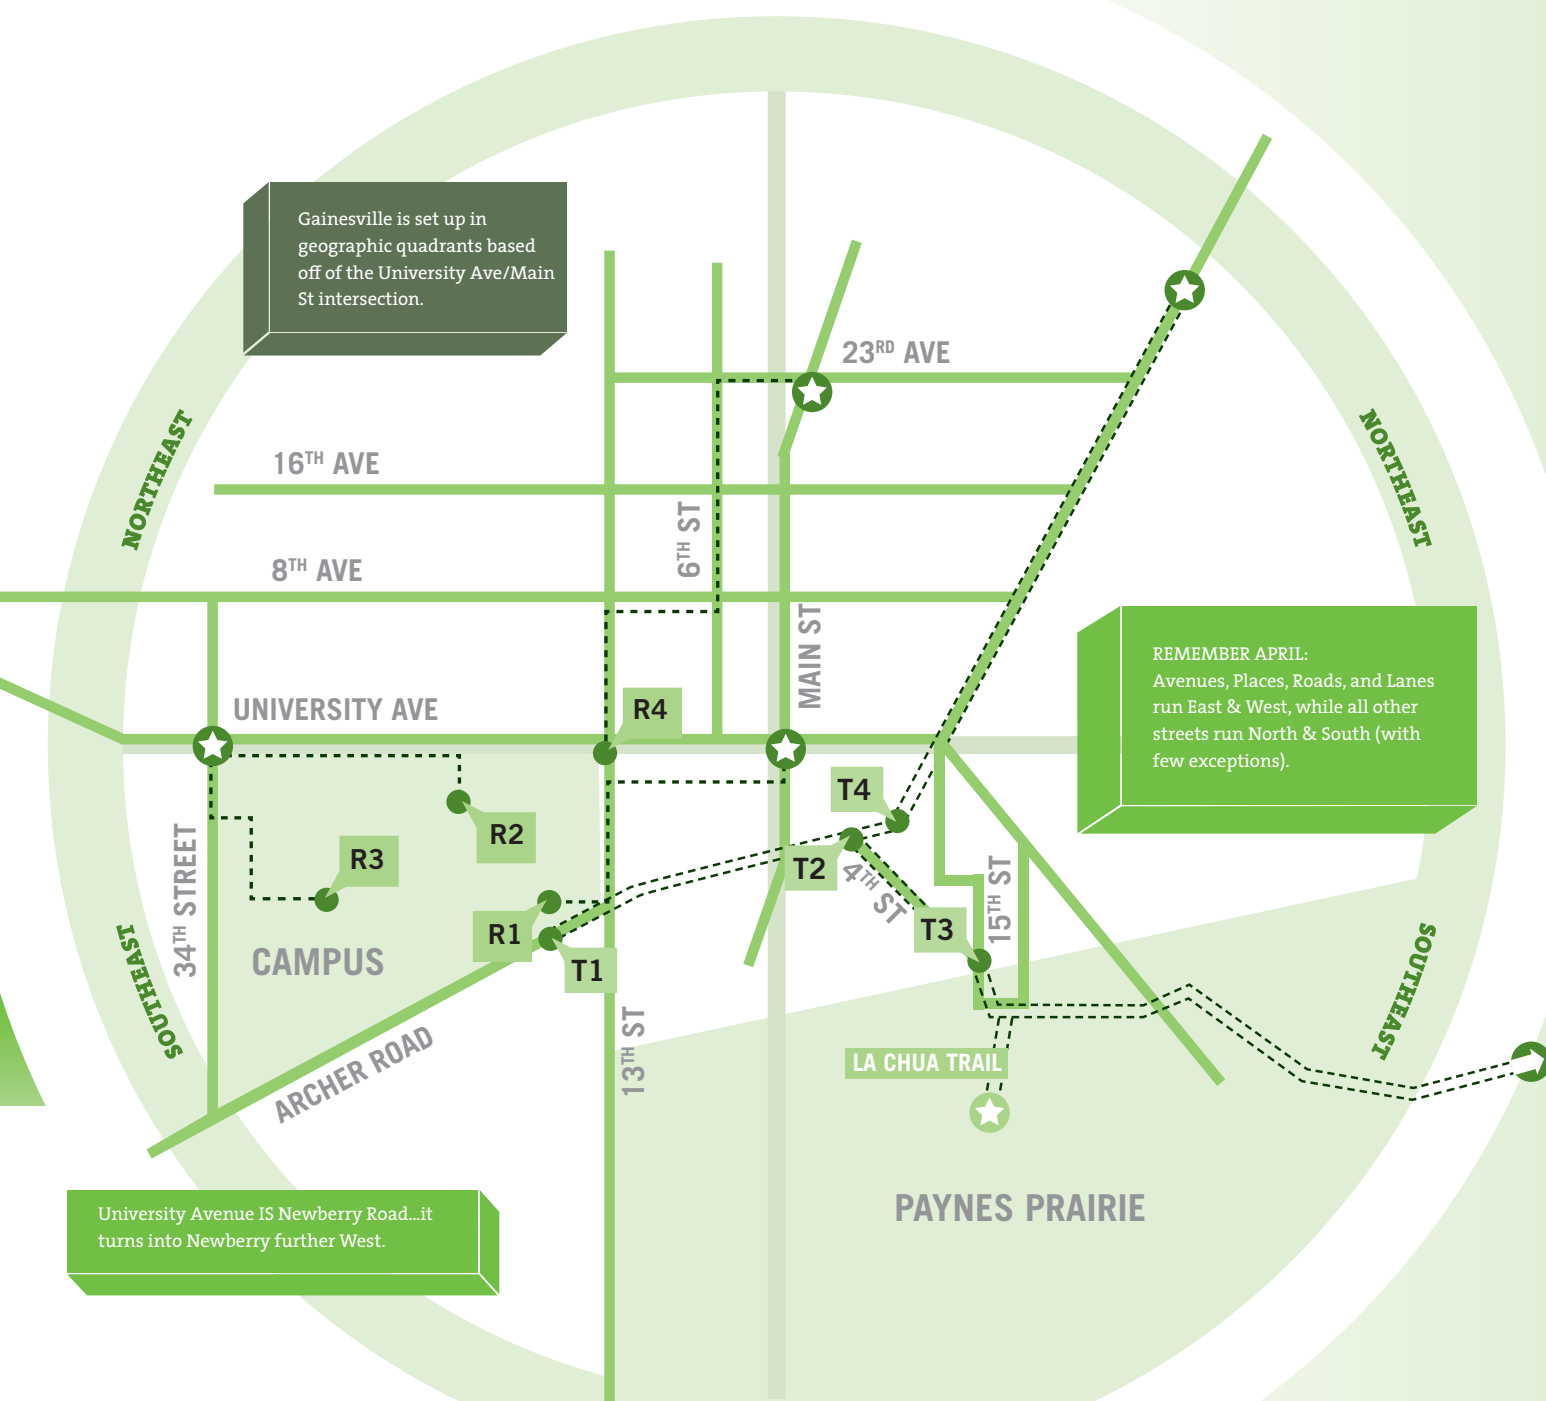 Gainesville is set up in
geographic quadrants based
off of the University Ave/Main
St intersection.
23RD AVE
NORTHEAST
NORTHEAST
16TH AVE
6TH ST
8TH AVE
MAIN ST
REMEMBER APRIL:
Avenues, Places, Roads, and Lanes
run East & West, while all other
streets run North & South (with
few exceptions).
UNIVERSITY AVE
R4
T4
R2
R3
T2
4TH ST
34TH STREET
15TH ST
T3
R1
SOUTHEAST
SOUTHEAST
CAMPUS
T1
ARCHER ROAD
13TH ST
LA CHUA TRAIL
PAYNES PRAIRIE
University Avenue IS Newberry Road...it
turns into Newberry further West.